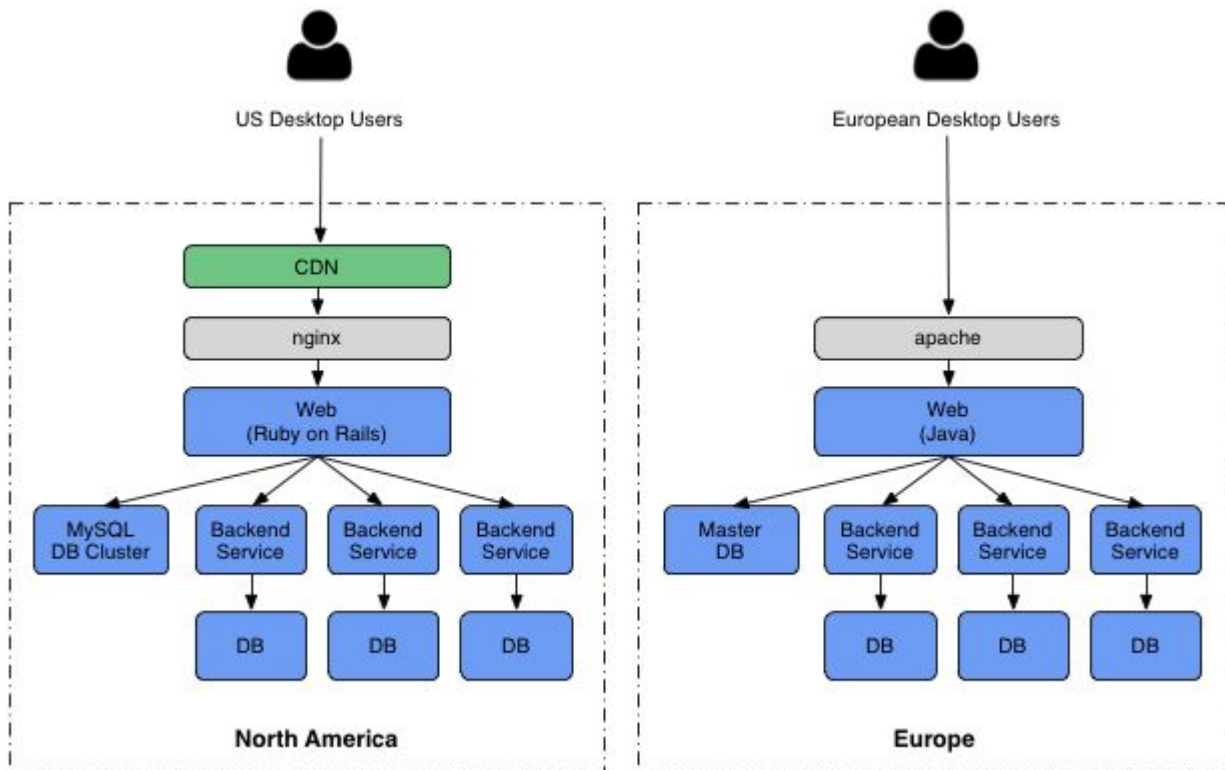 US Desktop Users
European Desktop Users
CDN
nginx
apache
Web
(Ruby on Rails)
Web
(Java)
MySQL
DB Cluster
Backend
Service
Backend
Service
Backend
Service
Master
DB
Backend
Service
Backend
Service
Backend
Service
DB
DB
DB
DB
DB
DB
North America
Europe